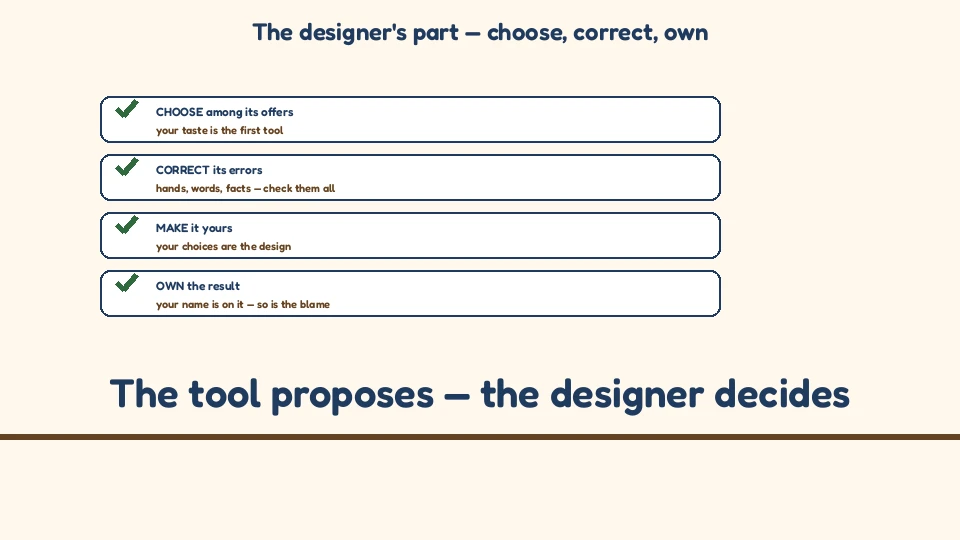 The designer's part — choose, correct, own
CHOOSE among its offers
your taste is the first tool
CORRECT its errors
hands, words, facts — check them all
MAKE it yours
your choices are the design
OWN the result
your name is on it — so is the blame
The tool proposes — the designer decides